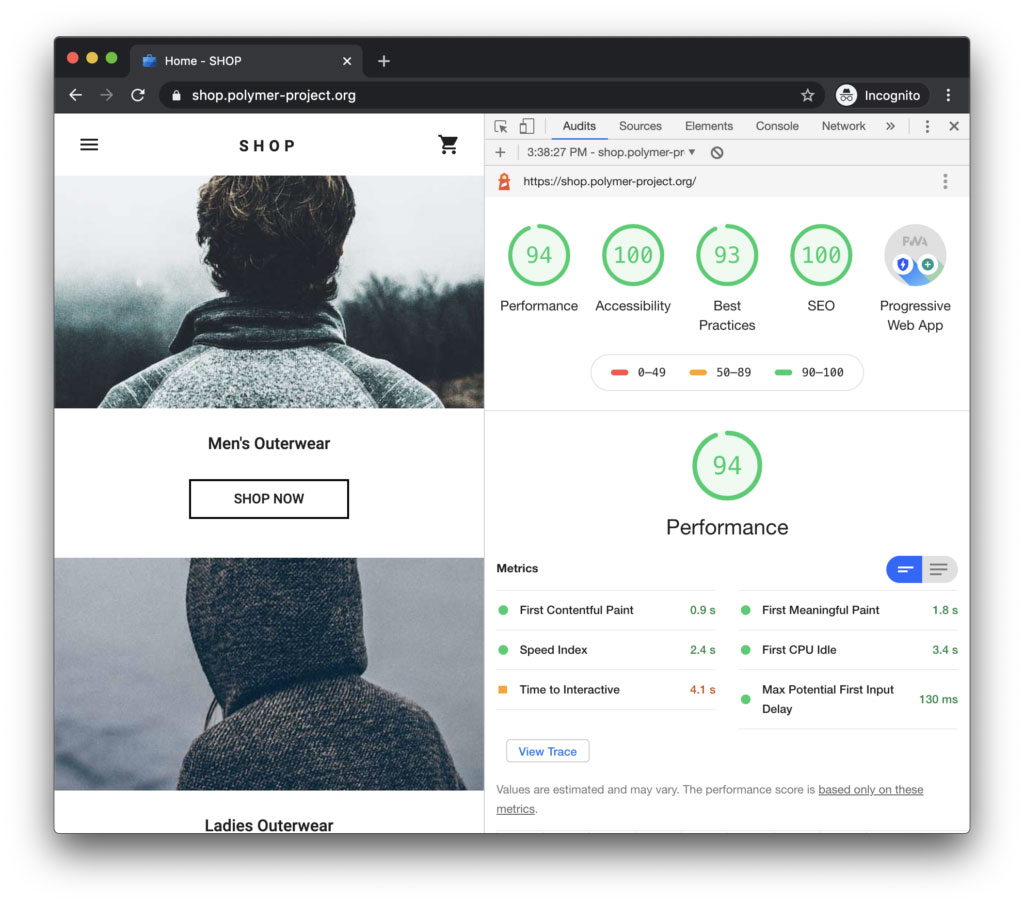 Home - SHOP
shop.polymer-project.org
Incognito
SHOP
Men's Outerwear
SHOP NOW
Ladies Outerwear
Audits Sources Elements Console Network »
3:38:27 PM - shop.polymer-pr
https://shop.polymer-project.org/
94 100 93 100 PWA
Performance Accessibility Best SEO Progressive
Practices Web App
0–49 50–89 90–100
94
Performance
Metrics
First Contentful Paint 0.9 s First Meaningful Paint 1.8 s
Speed Index 2.4 s First CPU Idle 3.4 s
Time to Interactive 4.1 s Max Potential First Input
Delay 130 ms
View Trace
Values are estimated and may vary. The performance score is based only on these
metrics.